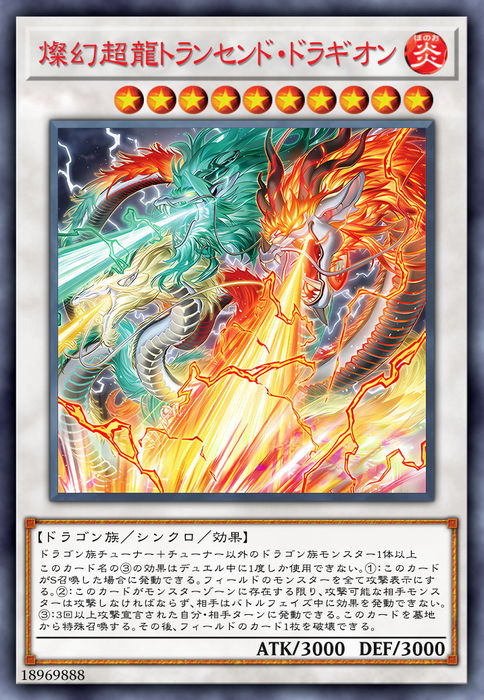 燦幻超龍トランセンド・ドラギオン
ほのお
炎
【ドラゴン族／シンクロ／効果】
ドラゴン族チューナー＋チューナー以外のドラゴン族モンスター1体以上
このカード名の③の効果はデュエル中に1度しか使用できない。①：このカード
がS召喚した場合に発動できる。フィールドのモンスターを全て攻撃表示にす
る。②：このカードがモンスターゾーンに存在する限り、攻撃可能な相手モンス
ターは攻撃しなければならず、相手はバトルフェイズ中に効果を発動できない。
③：3回以上攻撃宣言された自分・相手ターンに発動できる。このカードを墓地
から特殊召喚する。その後、フィールドのカード1枚を破壊できる。
ATK/3000 DEF/3000
18969888